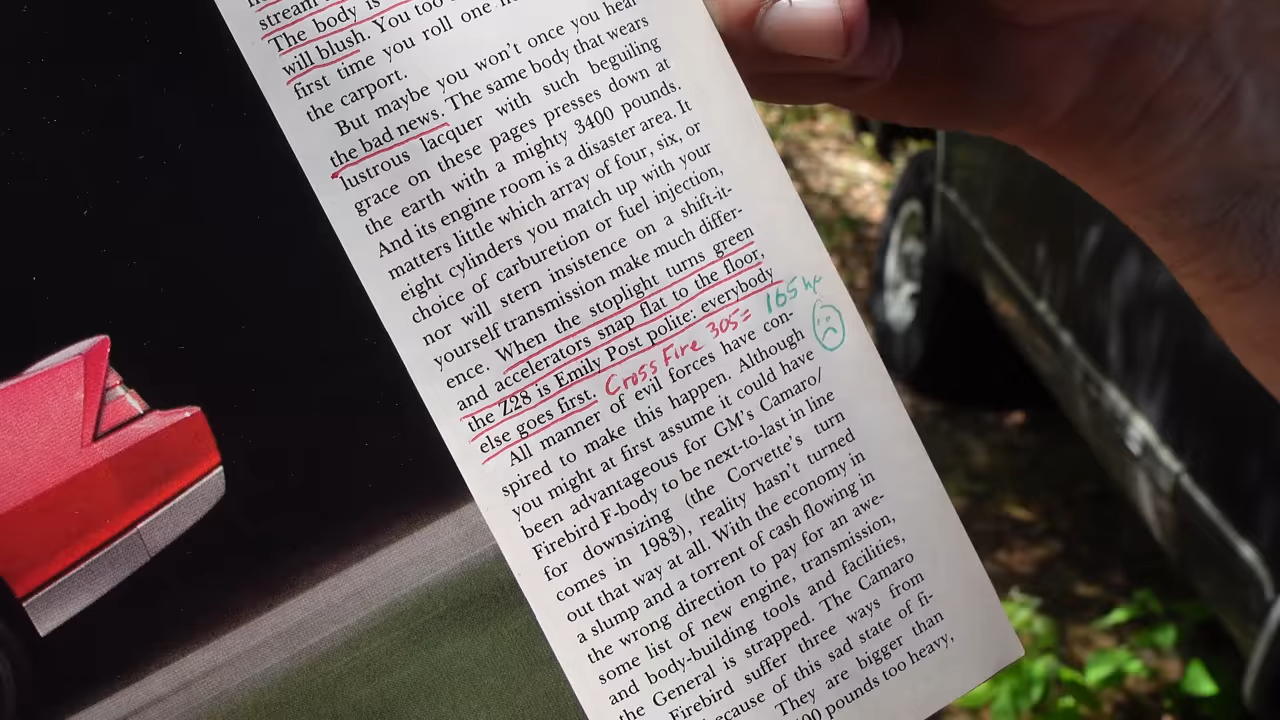 stream
The body is
will blush. You too
first time you roll one
the carport.
But maybe you won't once you hear
the bad news. The same body that wears
lustrous lacquer with such beguiling
grace on these pages presses down at
the earth with a mighty 3400 pounds.
And its engine room is a disaster area. It
matters little which array of four, six, or
eight cylinders you match up with your
choice of carburetion or fuel injection,
nor will stern insistence on a shift-it-
yourself transmission make much differ-
ence. When the stoplight turns green
and accelerators snap flat to the floor,
the Z28 is Emily Post polite: everybody
else goes first. Cross Fire 305= 165 hp
All manner of evil forces have con-
spired to make this happen. Although
you might at first assume it could have
been advantageous for GM's Camaro/
Firebird F-body to be next-to-last in line
for downsizing (the Corvette's turn
comes in 1983), reality hasn't turned
out that way at all. With the economy in
a slump and a torrent of cash flowing in
the wrong direction to pay for an awe-
some list of new engine, transmission,
and body-building tools and facilities,
the General is strapped. The Camaro
Firebird suffer three ways from
because of this sad state of fi-
They are bigger than
00 pounds too heavy,